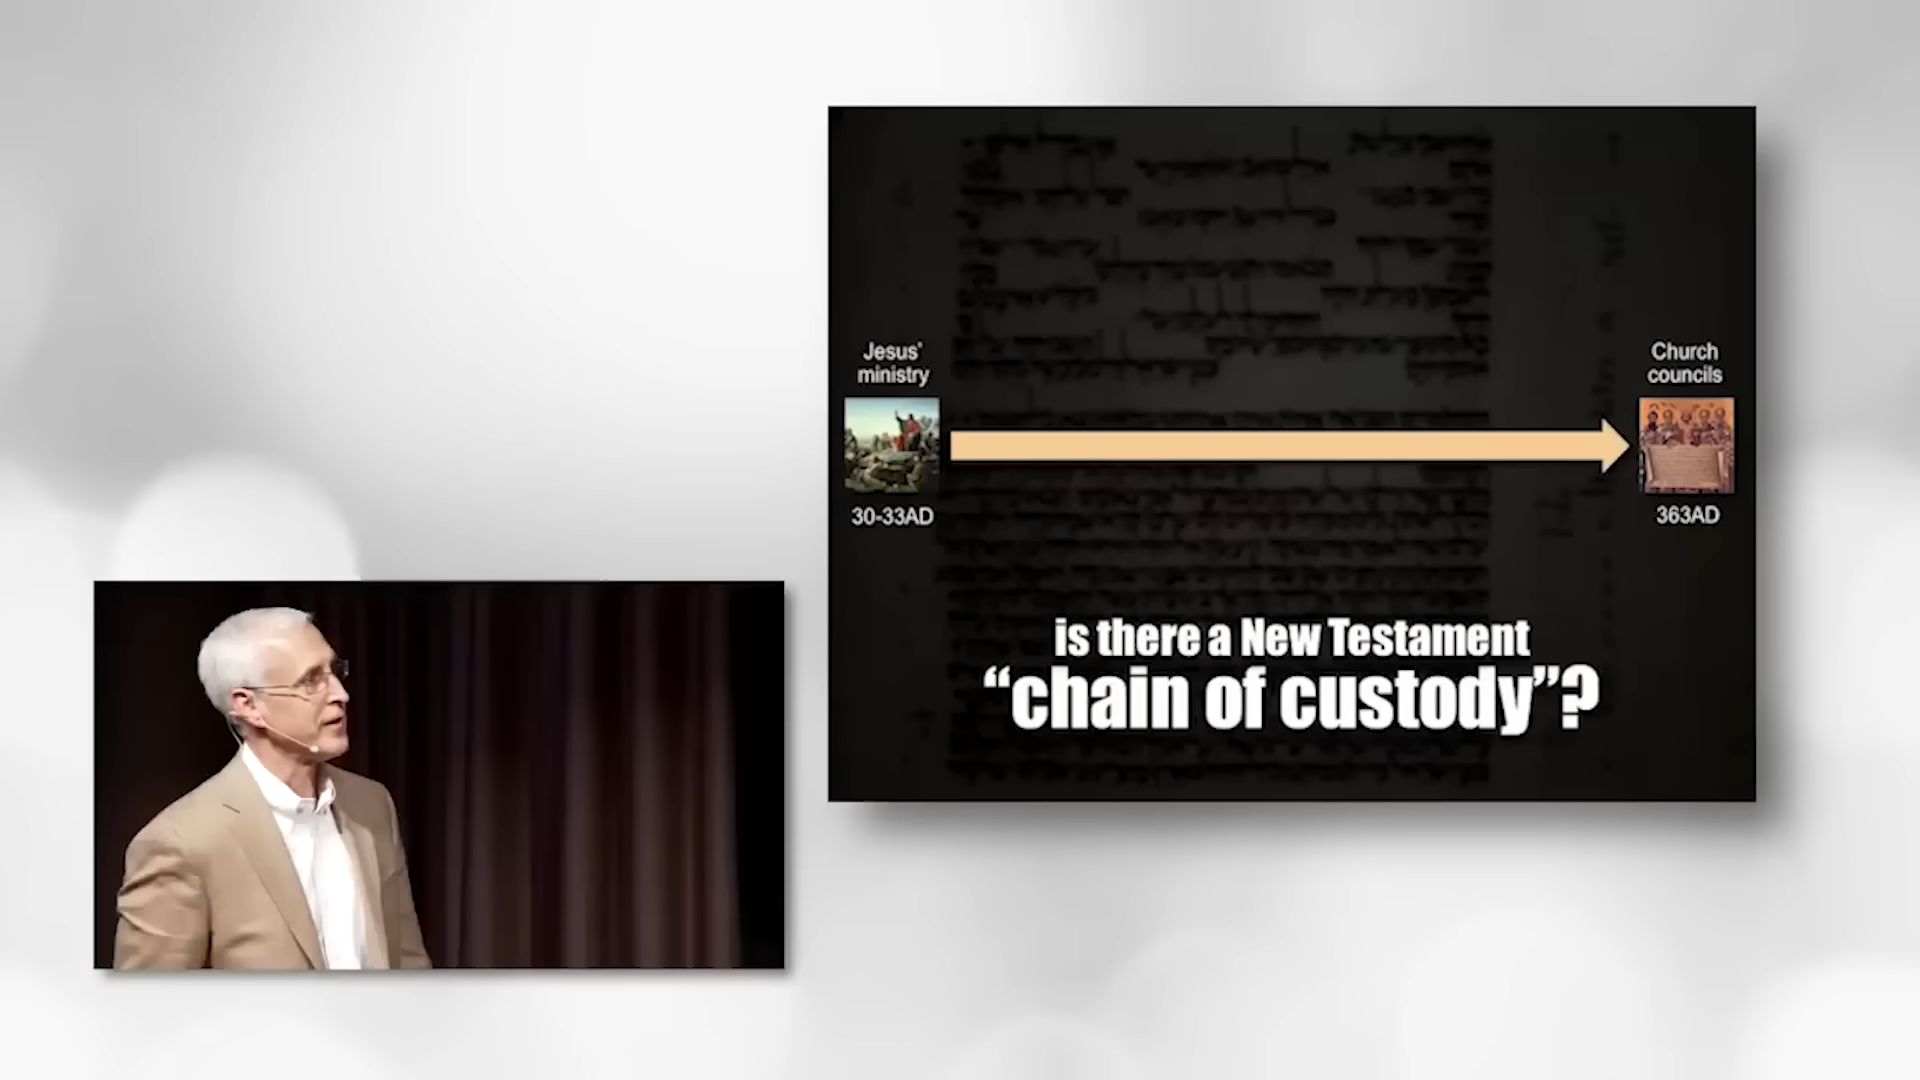 Jesus'
ministry
30-33AD
Church
councils
363AD
is there a New Testament
“chain of custody”?